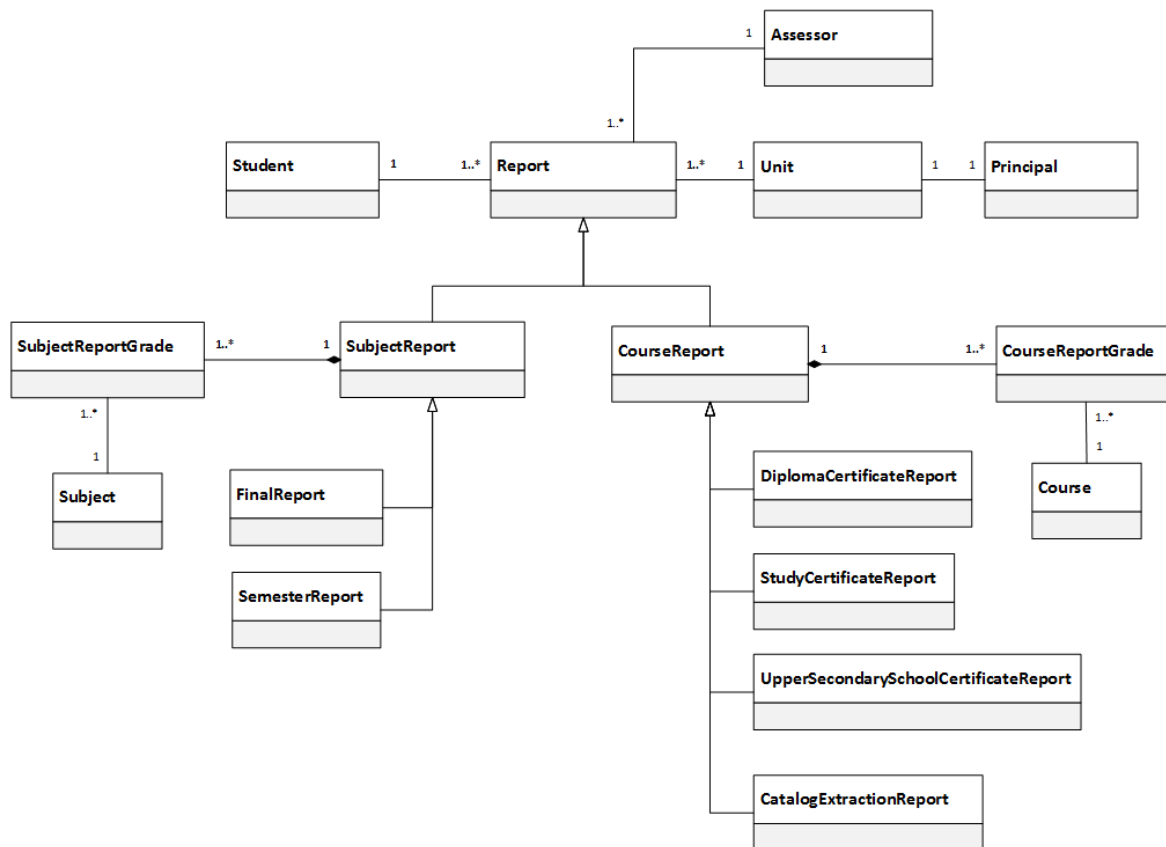 Assessor
1
1..*
Student
1
1..*
Report
1..*
1
Unit
1
1
Principal
SubjectReportGrade
1..*
1
SubjectReport
CourseReport
1
1..*
CourseReportGrade
1..*
1
Subject
1..*
1
Course
FinalReport
SemesterReport
DiplomaCertificateReport
StudyCertificateReport
UpperSecondarySchoolCertificateReport
CatalogExtractionReport